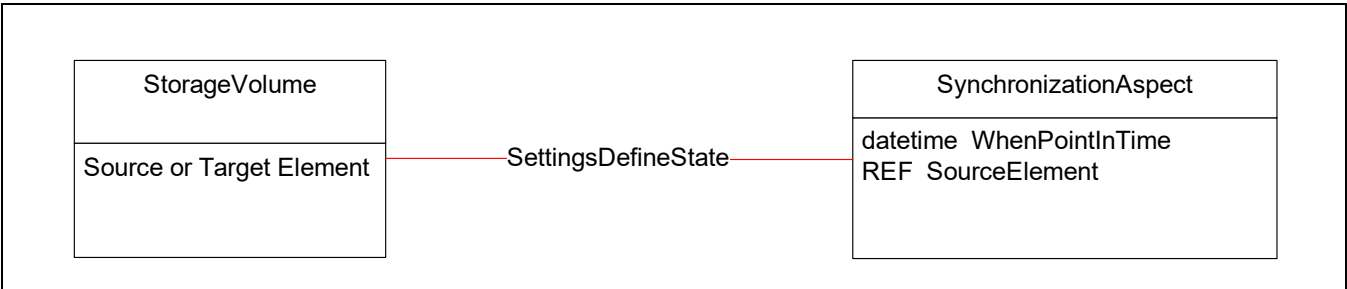 StorageVolume
Source or Target Element
SettingsDefineState
SynchronizationAspect
datetime  WhenPointInTime
REF  SourceElement